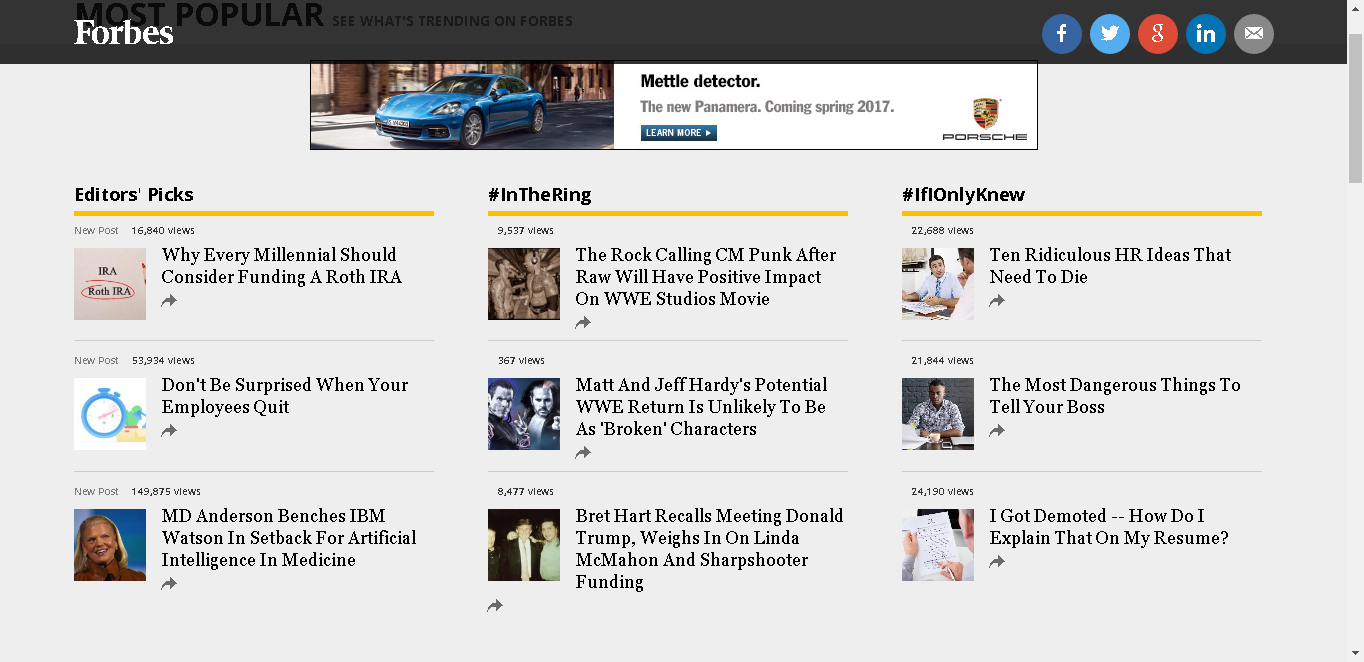 MOST POPULAR SEE WHAT'S TRENDING ON FORBES
Forbes
f g+ in
Mettle detector.
The new Panamera. Coming spring 2017.
LEARN MORE
PORSCHE
Editors' Picks
New Post 16,840 views
IRA
Roth IRA
Why Every Millennial Should
Consider Funding A Roth IRA
New Post 53,934 views
Don't Be Surprised When Your
Employees Quit
New Post 149,875 views
MD Anderson Benches IBM
Watson In Setback For Artificial
Intelligence In Medicine
#InTheRing
9,537 views
The Rock Calling CM Punk After
Raw Will Have Positive Impact
On WWE Studios Movie
367 views
Matt And Jeff Hardy's Potential
WWE Return Is Unlikely To Be
As 'Broken' Characters
8,477 views
Bret Hart Recalls Meeting Donald
Trump, Weighs In On Linda
McMahon And Sharpshooter
Funding
#IfIOnlyKnew
22,688 views
Ten Ridiculous HR Ideas That
Need To Die
21,844 views
The Most Dangerous Things To
Tell Your Boss
24,190 views
I Got Demoted -- How Do I
Explain That On My Resume?